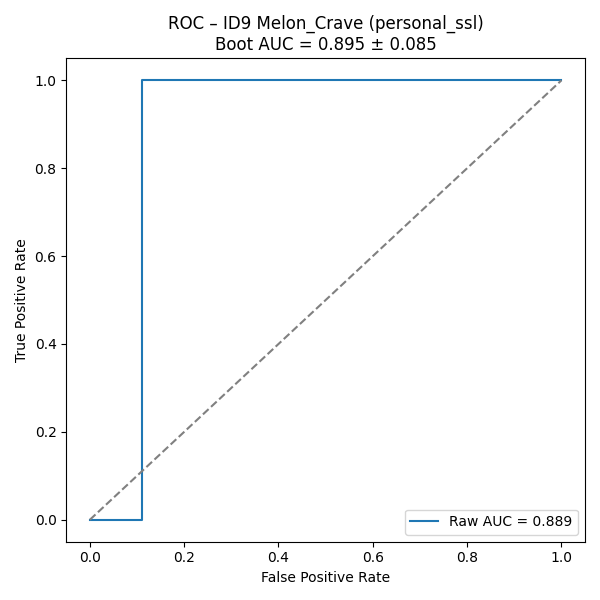 ROC – ID9 Melon_Crave (personal_ssl)
Boot AUC = 0.895 ± 0.085
True Positive Rate
1.0
0.8
0.6
0.4
0.2
0.0
Raw AUC = 0.889
0.0 0.2 0.4 0.6 0.8 1.0
False Positive Rate